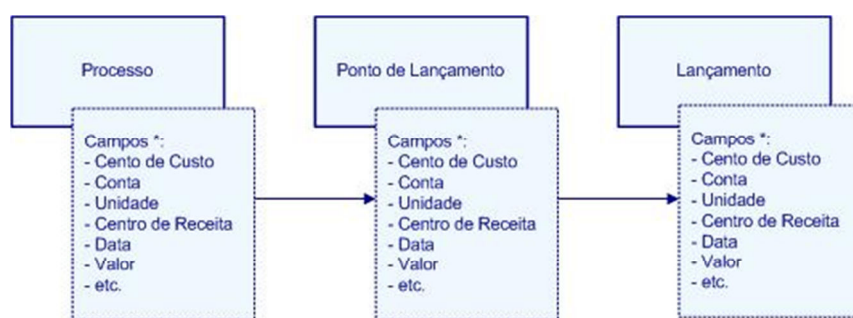 Processo
Campos *:
- Cento de Custo
- Conta
- Unidade
- Centro de Receita
- Data
- Valor
- etc.
Ponto de Lançamento
Campos *:
- Cento de Custo
- Conta
- Unidade
- Centro de Receita
- Data
- Valor
- etc.
Lançamento
Campos *:
- Cento de Custo
- Conta
- Unidade
- Centro de Receita
- Data
- Valor
- etc.